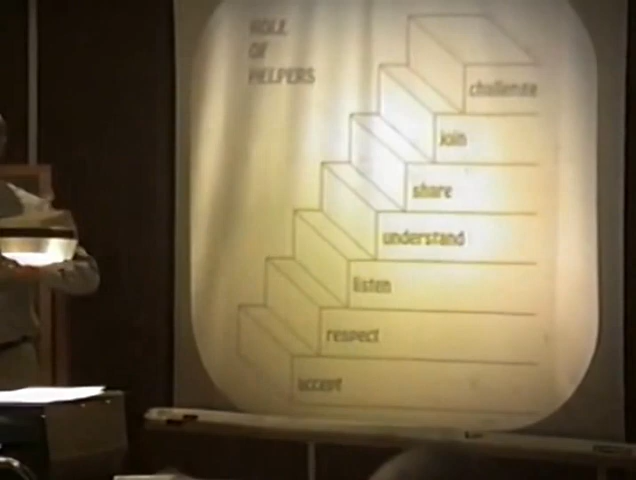 ROLE
OF
HELPERS
challenge
join
share
understand
listen
respect
accept